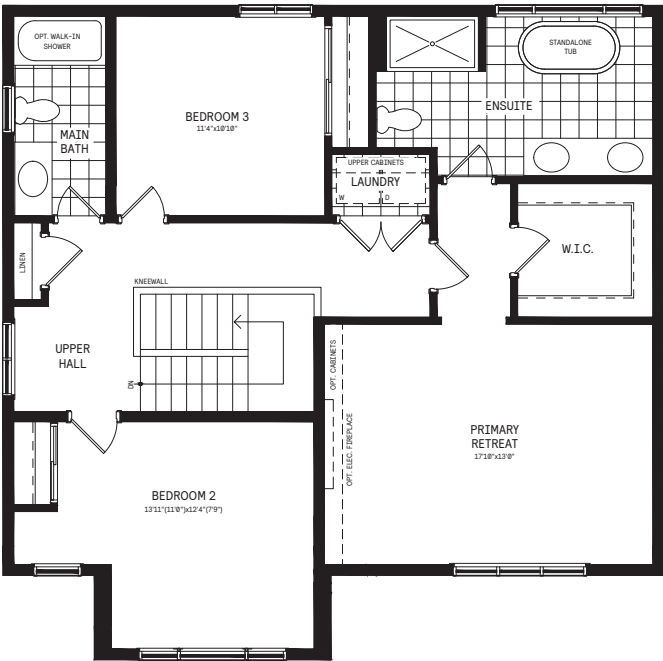 OPT. WALK-IN
SHOWER
MAIN
BATH
BEDROOM 3
11'4"x10'10"
STANDALONE
TUB
ENSUITE
UPPER CABINETS
LAUNDRY
W
D
LINEN
W.I.C.
KNEEWALL
UPPER
HALL
DN
OPT. CABINETS
OPT. ELEC. FIREPLACE
PRIMARY
RETREAT
17'10"x13'0"
BEDROOM 2
13'11"(11'0")x12'4"(7'9")